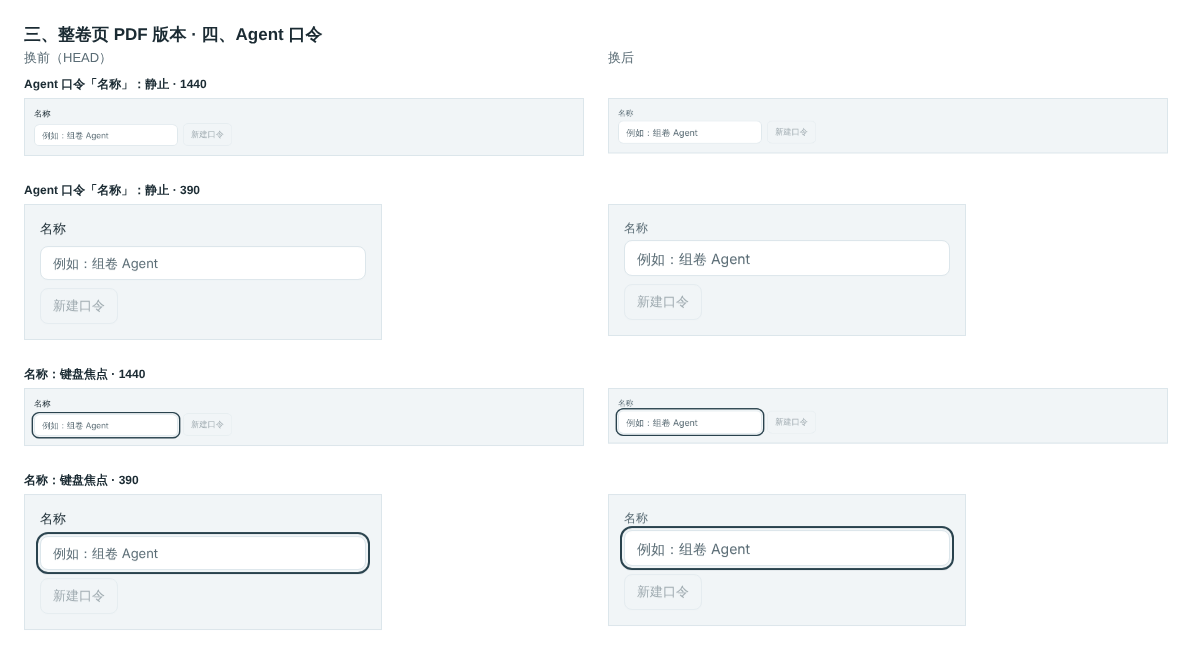 三、整卷页 PDF 版本 · 四、Agent 口令
换前（HEAD）
换后
Agent 口令「名称」：静止 · 1440
名称
名称
例如：组卷 Agent
新建口令
例如：组卷 Agent
新建口令
Agent 口令「名称」：静止 · 390
名称
名称
例如：组卷 Agent
例如：组卷 Agent
新建口令
新建口令
名称：键盘焦点 · 1440
名称
名称
例如：组卷 Agent
新建口令
例如：组卷 Agent
新建口令
名称：键盘焦点 · 390
名称
名称
例如：组卷 Agent
例如：组卷 Agent
新建口令
新建口令